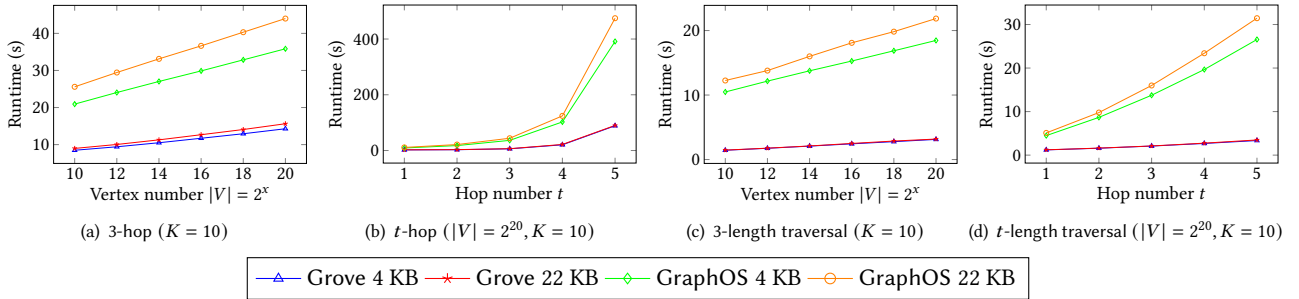 Runtime (s)
40
30
20
10
10 12 14 16 18 20
Vertex number |V| = 2^x
(a) 3-hop (K = 10)
Runtime (s)
400
200
0
1 2 3 4 5
Hop number t
(b) t-hop (|V| = 2^20, K = 10)
Runtime (s)
20
10
0
10 12 14 16 18 20
Vertex number |V| = 2^x
(c) 3-length traversal (K = 10)
Runtime (s)
30
20
10
0
1 2 3 4 5
Hop number t
(d) t-length traversal (|V| = 2^20, K = 10)
Grove 4 KB Grove 22 KB GraphOS 4 KB GraphOS 22 KB